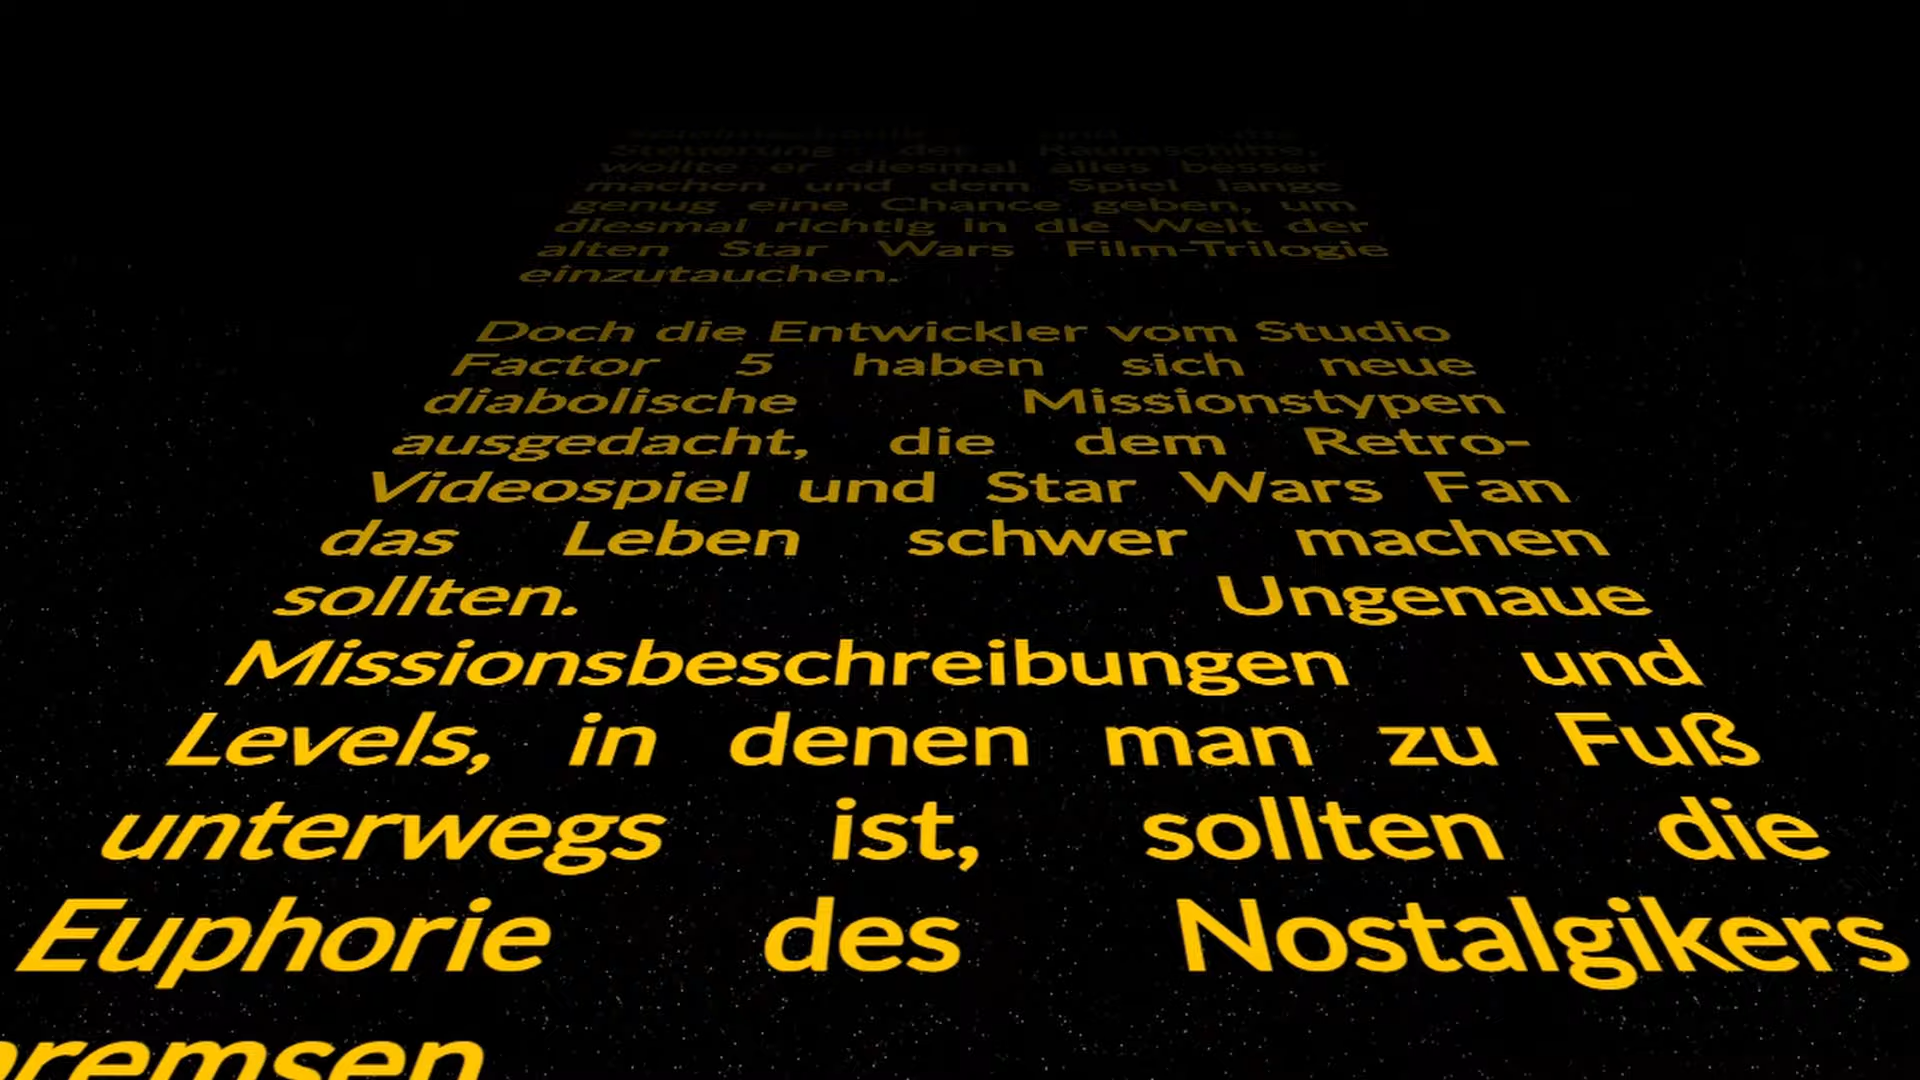 und die
Steuerung der Raumschiffe,
wollte er diesmal alles besser
machen und dem Spiel lange
genug eine Chance geben, um
diesmal richtig in die Welt der
alten Star Wars Film-Trilogie
einzutauchen.
Doch die Entwickler vom Studio
Factor 5 haben sich neue
diabolische Missionstypen
ausgedacht, die dem Retro-
Videospiel und Star Wars Fan
das Leben schwer machen
sollten. Ungenaue
Missionsbeschreibungen und
Levels, in denen man zu Fuß
unterwegs ist, sollten die
Euphorie des Nostalgikers
bremsen